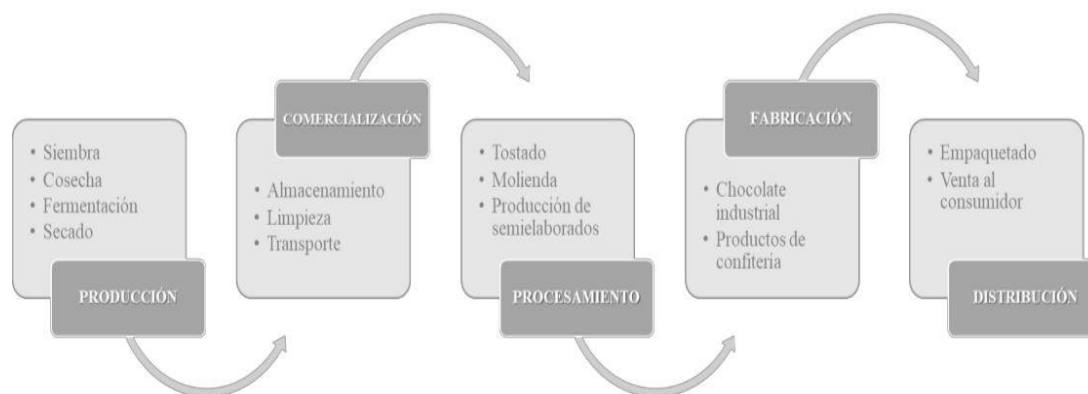 • Siembra
• Cosecha
• Fermentación
• Secado
PRODUCCIÓN
COMERCIALIZACIÓN
• Almacenamiento
• Limpieza
• Transporte
• Tostado
• Molienda
• Producción de
semielaborados
PROCESAMIENTO
FABRICACIÓN
• Chocolate
industrial
• Productos de
confiteria
• Empaquetado
• Venta al
consumidor
DISTRIBUCIÓN